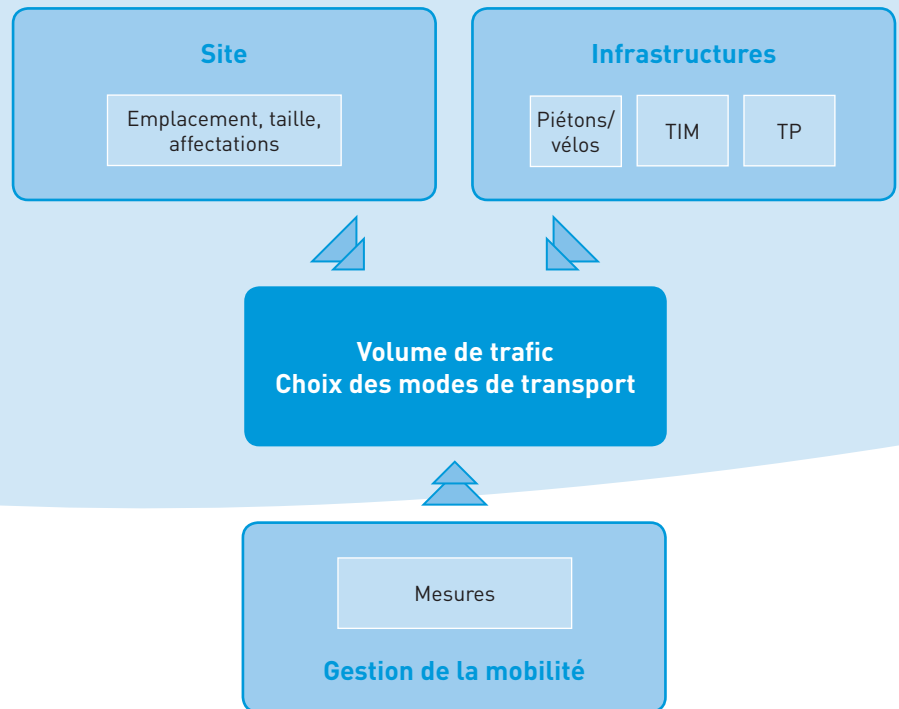 Site
Emplacement, taille,
affectations
Infrastructures
Piétons/
vélos
TIM
TP
Volume de trafic
Choix des modes de transport
Mesures
Gestion de la mobilité